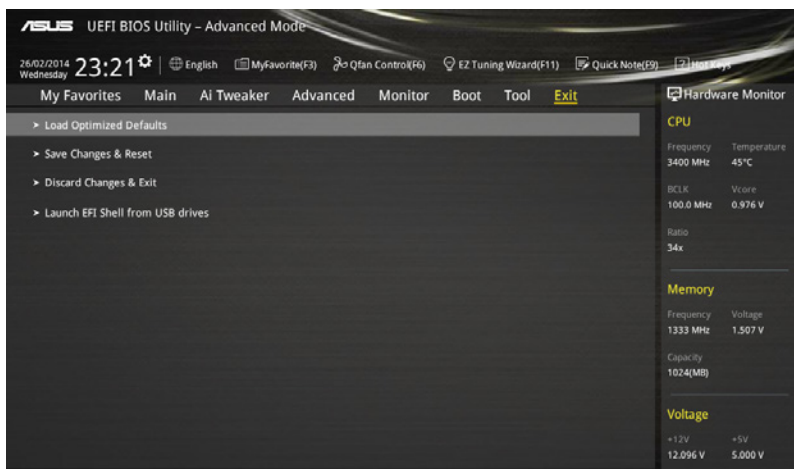 ASUS UEFI BIOS Utility – Advanced Mode
26/02/2014
Wednesday
23:21
English MyFavorite(F3) Qfan Control(F6) EZ Tuning Wizard(F11) Quick Note(F9) ? Hot Keys
My Favorites Main Ai Tweaker Advanced Monitor Boot Tool Exit
> Load Optimized Defaults
> Save Changes & Reset
> Discard Changes & Exit
> Launch EFI Shell from USB drives
Hardware Monitor
CPU
Frequency Temperature
3400 MHz 45°C
BCLK Vcore
100.0 MHz 0.976 V
Ratio
34x
Memory
Frequency Voltage
1333 MHz 1.507 V
Capacity
1024(MB)
Voltage
+12V +5V
12.096 V 5.000 V